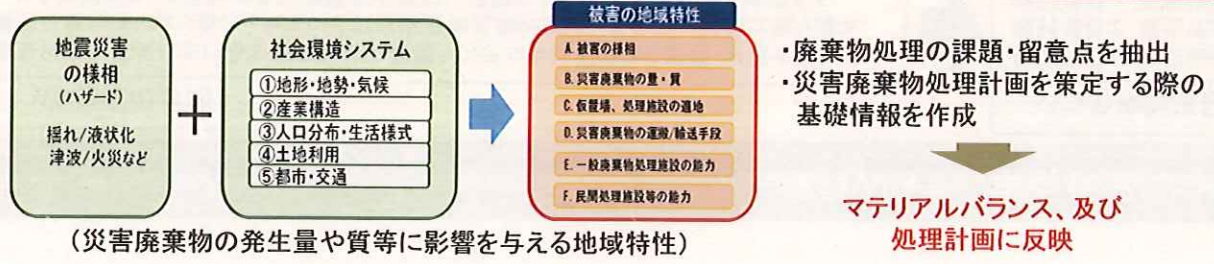 地震災害
の様相
(ハザード)
揺れ/液状化
津波/火災など
+
社会環境システム
①地形・地勢・気候
②産業構造
③人口分布・生活様式
④土地利用
⑤都市・交通
被害の地域特性
A. 被害の様相
B. 災害廃棄物の量・質
C. 仮置場、処理施設の適地
D. 災害廃棄物の運搬/輸送手段
E. 一般廃棄物処理施設の能力
F. 民間処理施設等の能力
(災害廃棄物の発生量や質等に影響を与える地域特性)
・廃棄物処理の課題・留意点を抽出
・災害廃棄物処理計画を策定する際の
基礎情報を作成
マテリアルバランス、及び
処理計画に反映